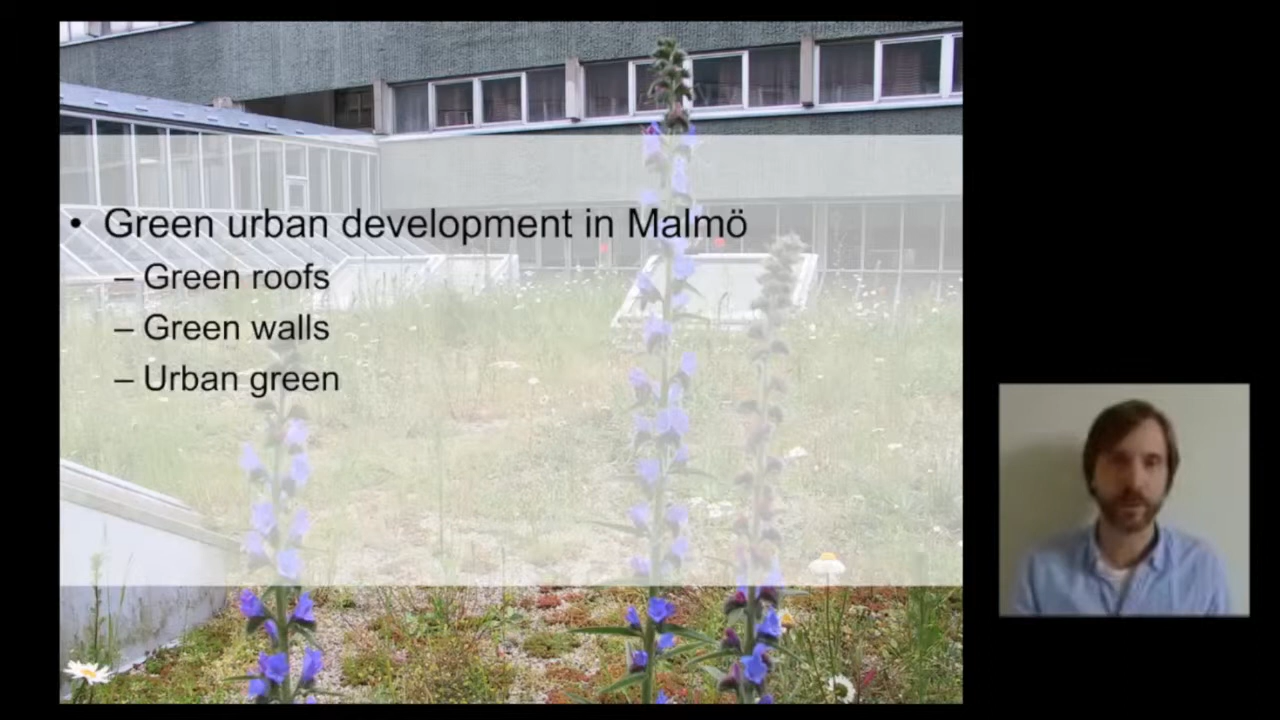 • Green urban development in Malmö
– Green roofs
– Green walls
– Urban green